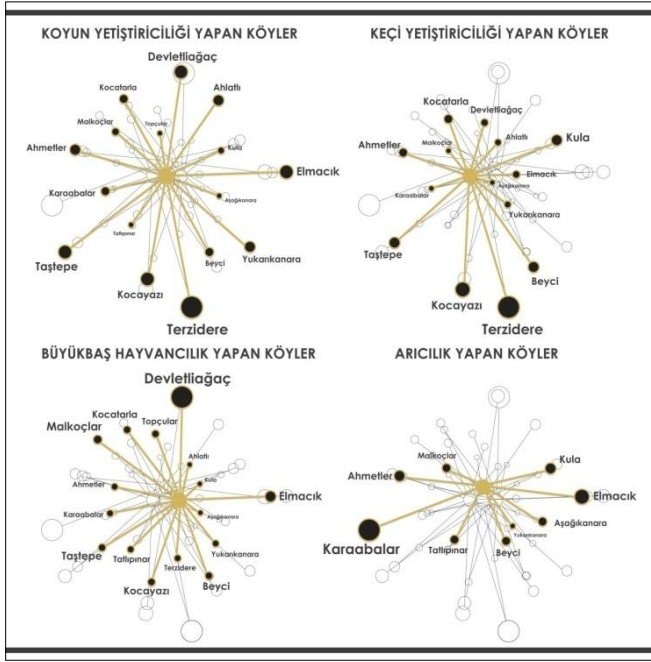 KOYUN YETİŞTİRİCİLİĞİ YAPAN KÖYLER
Devletliağaç
Kocatarla
Ahlatlı
Malkoçlar
Topçular
Ahmetler
Kula
Elmacık
Karaabalar
Aşağıkanara
Tatlıpınar
Taştepe
Beyci
Yukarıkanara
Kocayazı
Terzidere
KEÇİ YETİŞTİRİCİLİĞİ YAPAN KÖYLER
Kocatarla
Devletliağaç
Malkoçlar
Ahlatlı
Kula
Ahmetler
Elmacık
Karaabalar
Aşağıkanara
Yukarıkanara
Taştepe
Beyci
Kocayazı
Terzidere
BÜYÜKBAŞ HAYVANCILIK YAPAN KÖYLER
Devletliağaç
Kocatarla
Topçular
Malkoçlar
Ahlatlı
Ahmetler
Kula
Elmacık
Karaabalar
Aşağıkanara
Taştepe
Tatlıpınar
Terzidere
Yukarıkanara
Kocayazı
Beyci
ARICILIK YAPAN KÖYLER
Malkoçlar
Kula
Ahmetler
Elmacık
Karaabalar
Aşağıkanara
Tatlıpınar
Yukarıkanara
Beyci